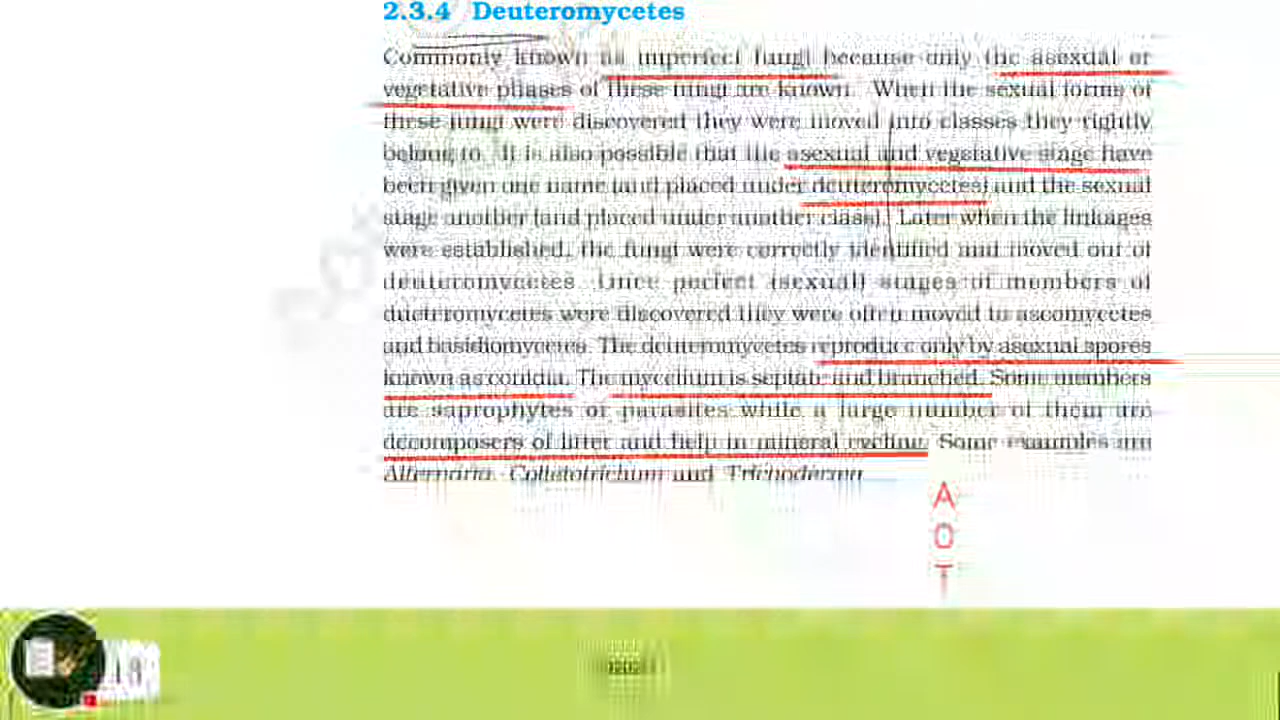 2.3.4 Deuteromycetes
Commonly known as imperfect fungi because only the asexual or
vegetative phases of these fungi are known. When the sexual forms of
these fungi were discovered they were moved into classes they rightly
belong to. It is also possible that the asexual and vegetative stage have
been given one name (and placed under deuteromycetes) and the sexual
stage another (and placed under another class). Later when the linkages
were established, the fungi were correctly identified and moved out of
deuteromycetes. Once perfect (sexual) stages of members of
dueteromycetes were discovered they were often moved to ascomycetes
and basidiomycetes. The deuteromycetes reproduce only by asexual spores
known as conidia. The mycelium is septate and branched. Some members
are saprophytes or parasites while a large number of them are
decomposers of litter and help in mineral cycling. Some examples are
Alternaria, Colletotrichum and Trichoderma
A